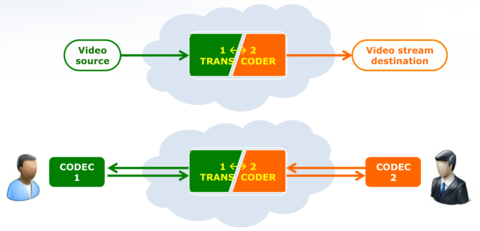 Video
source
1 ↔ 2
TRANS CODER
Video stream
destination
CODEC
1
1 ↔ 2
TRANS CODER
CODEC
2